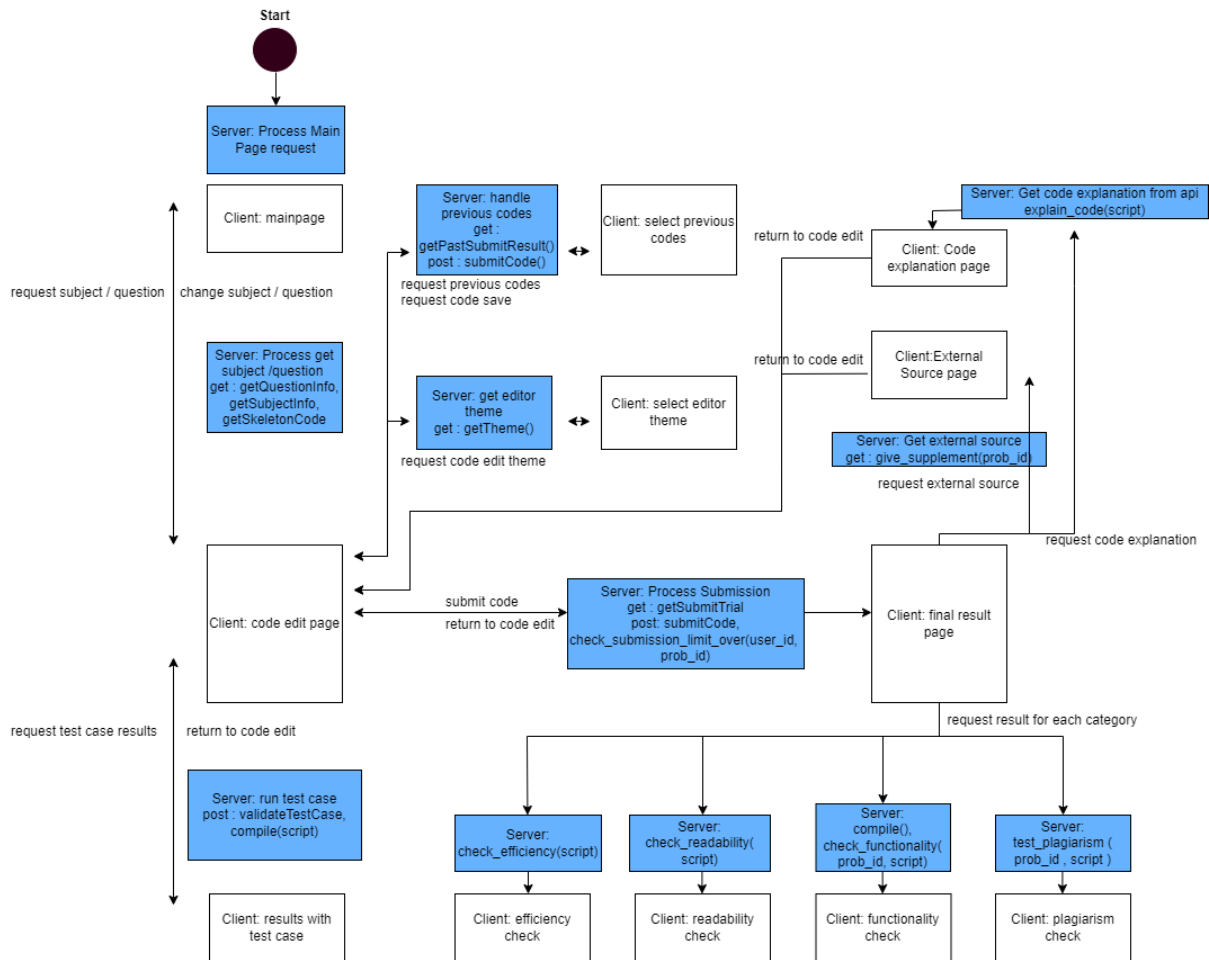 Start
Server: Process Main
Page request
Client: mainpage
request subject / question
change subject / question
Server: Process get
subject /question
get : getQuestionInfo,
getSubjectInfo,
getSkeletonCode
Server: handle
previous codes
get :
getPastSubmitResult()
post : submitCode()
request previous codes
request code save
Client: select previous
codes
Server: get editor
theme
get : getTheme()
request code edit theme
Client: select editor
theme
Server: Get code explanation from api
explain_code(script)
return to code edit
Client: Code
explanation page
return to code edit
Client:External
Source page
Server: Get external source
get : give_supplement(prob_id)
request external source
request code explanation
Client: code edit page
submit code
return to code edit
Server: Process Submission
get : getSubmitTrial
post: submitCode,
check_submission_limit_over(user_id,
prob_id)
Client: final result
page
request result for each category
request test case results
return to code edit
Server: run test case
post : validateTestCase,
compile(script)
Client: results with
test case
Server:
check_efficiency(script)
Server:
check_readability(
script)
Server:
compile(),
check_functionality(
prob_id, script)
Server:
test_plagiarism (
prob_id , script )
Client: efficiency
check
Client: readability
check
Client: functionality
check
Client: plagiarism
check